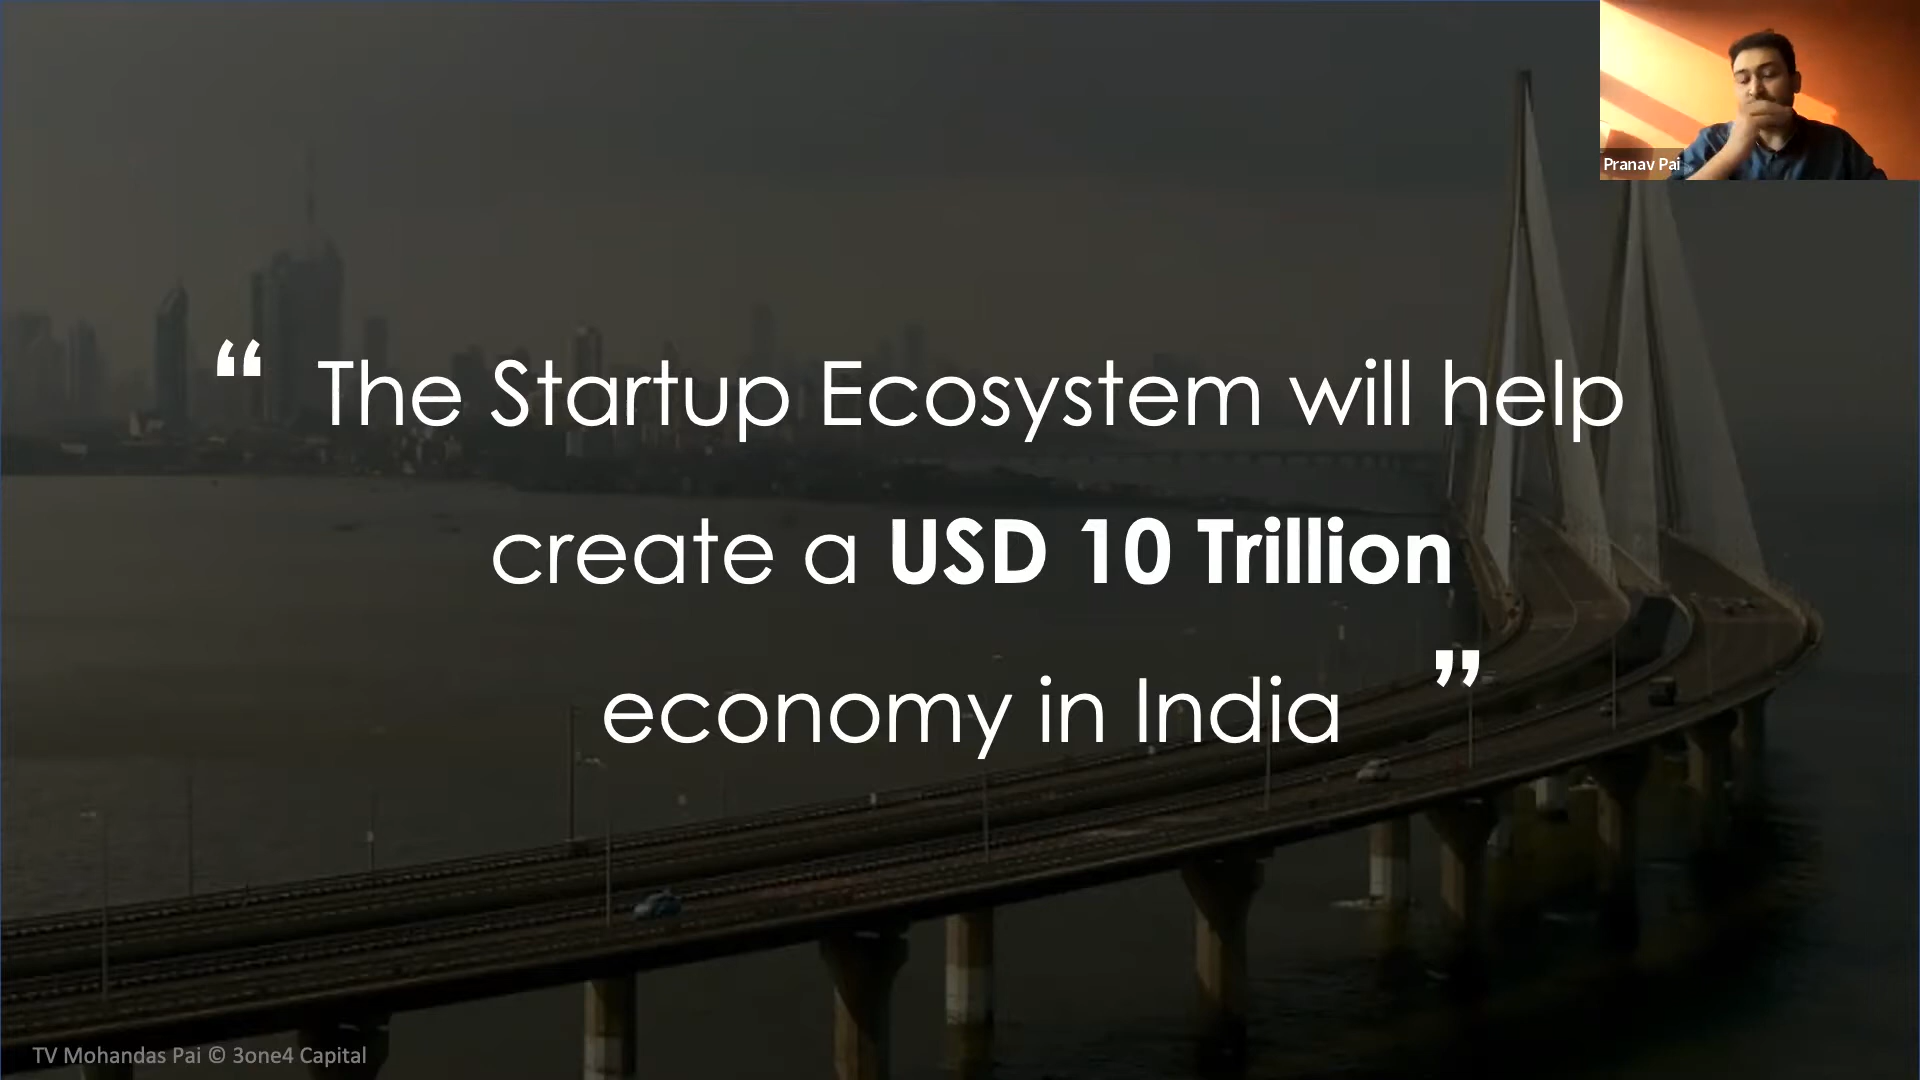 Pranav Pai
“ The Startup Ecosystem will help
create a USD 10 Trillion
economy in India ”
TV Mohandas Pai © 3one4 Capital